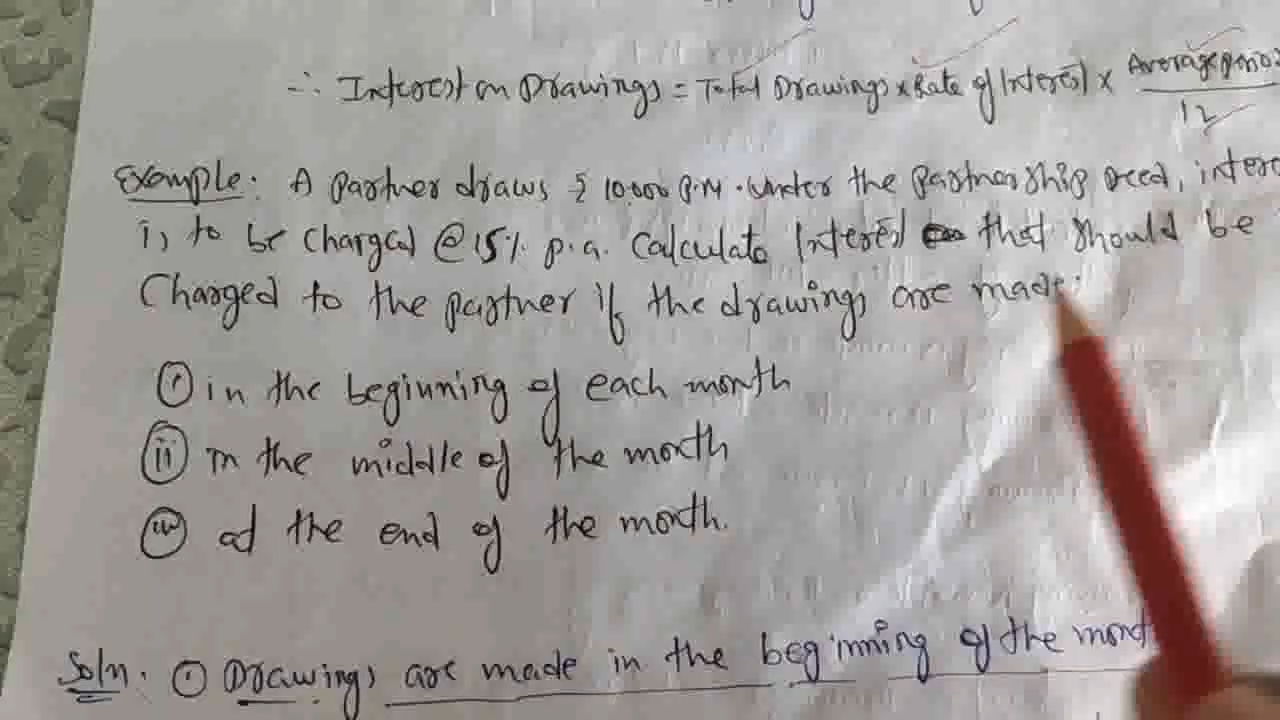 ∴ Interest on Drawings = Total Drawings × Rate of Interest × Average Perio
12
Example: A partner draws ₹ 10,000 P.M. Under the partnership deed, intere
is to be charged @ 15% p.a. Calculate Interest that should be
Charged to the partner if the drawings are made:
(i) in the beginning of each month
(ii) in the middle of the month
(iii) at the end of the month.
Soln. (i) Drawings are made in the beginning of the mont